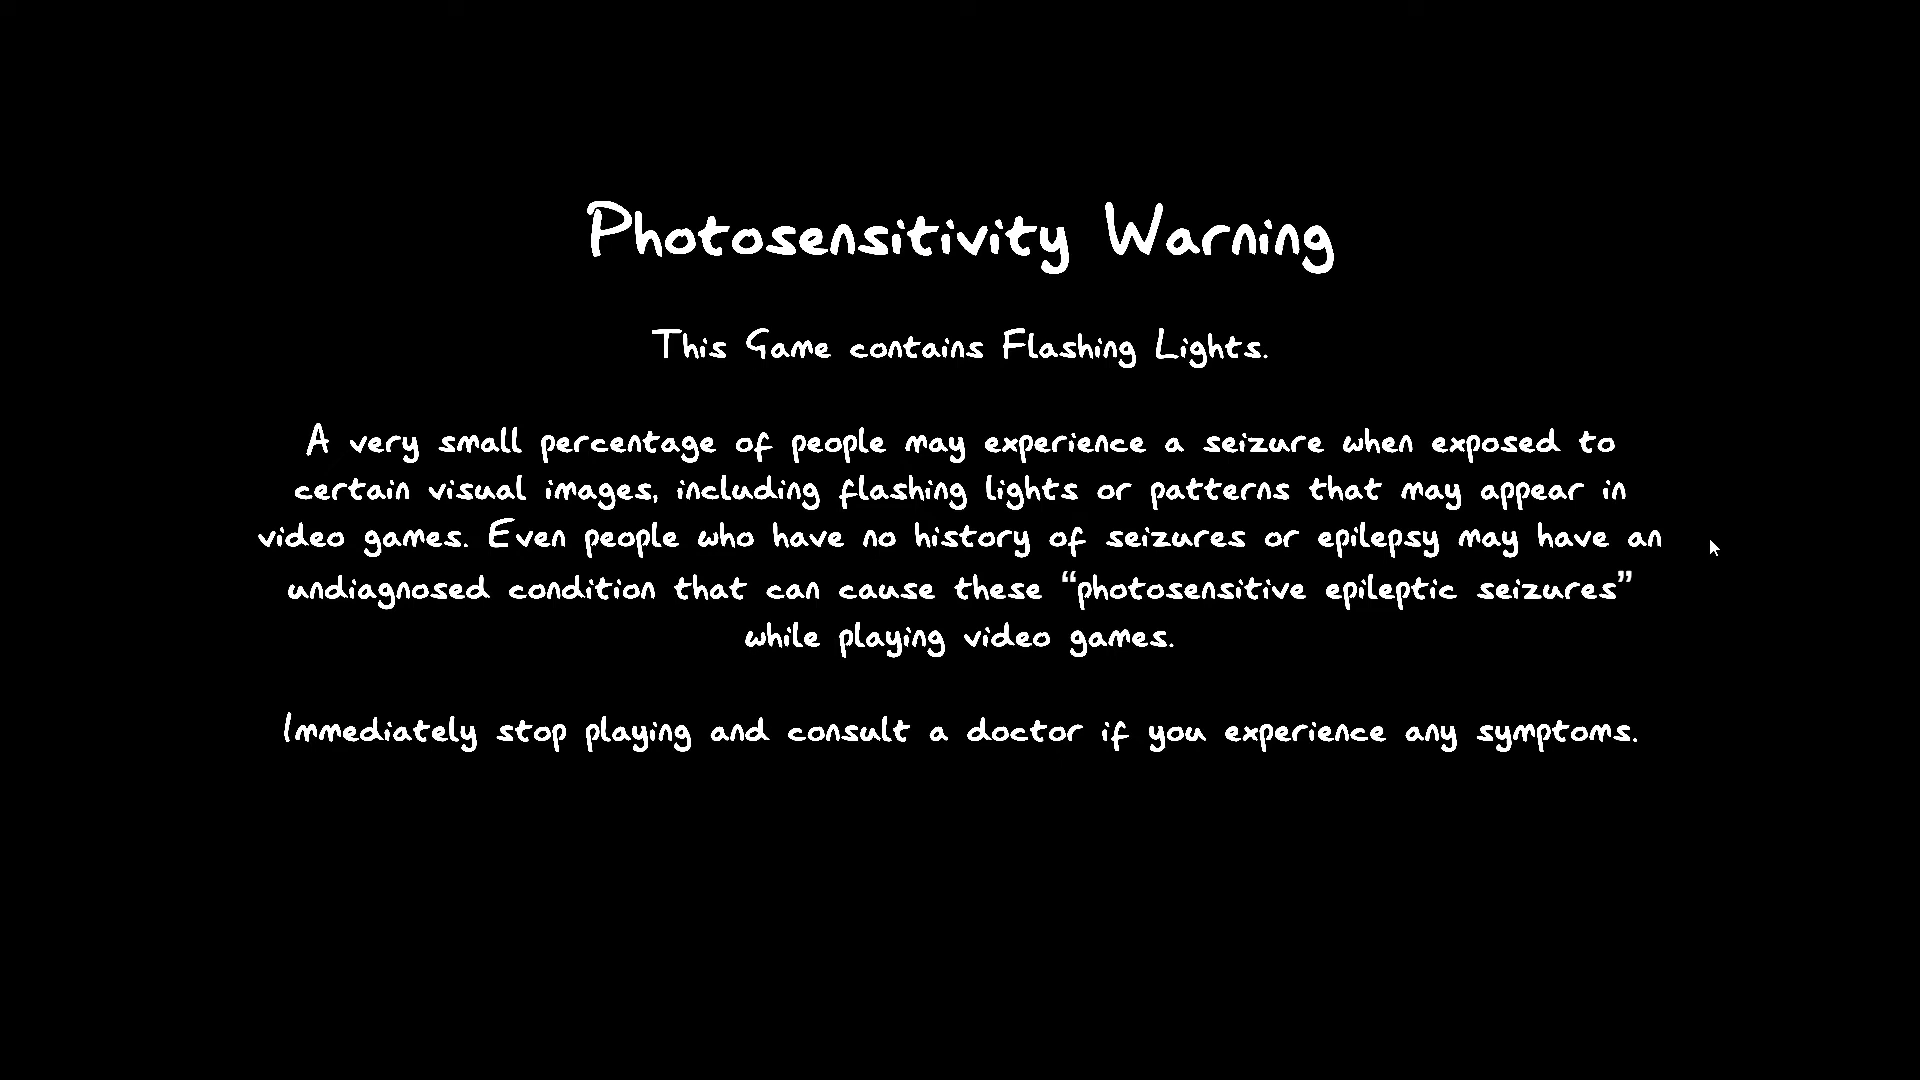 Photosensitivity Warning
This Game contains Flashing Lights.
A very small percentage of people may experience a seizure when exposed to
certain visual images, including flashing lights or patterns that may appear in
video games. Even people who have no history of seizures or epilepsy may have an
undiagnosed condition that can cause these “photosensitive epileptic seizures”
while playing video games.
Immediately stop playing and consult a doctor if you experience any symptoms.